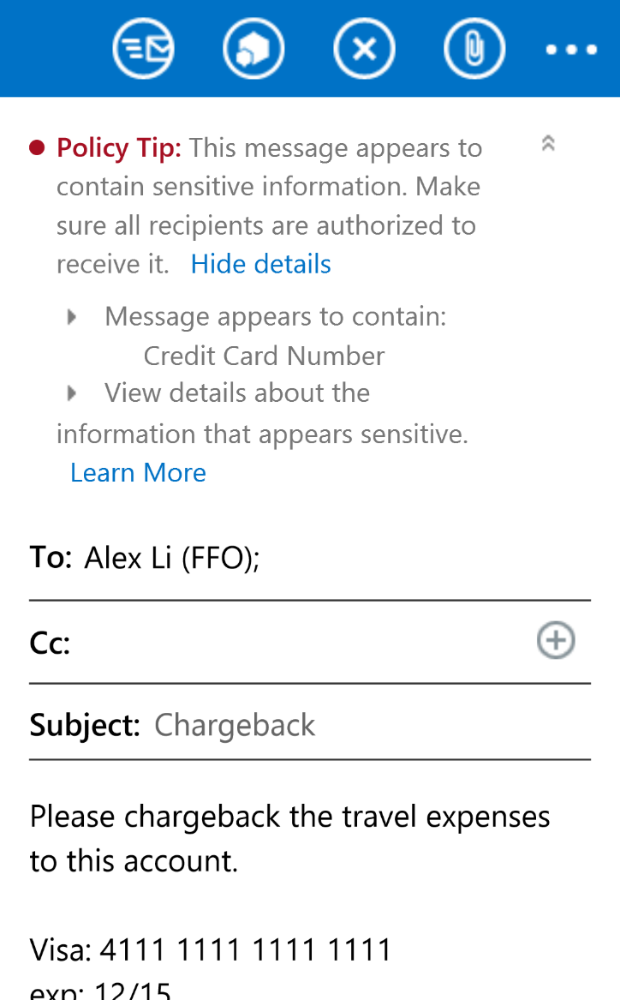 Policy Tip: This message appears to
contain sensitive information. Make
sure all recipients are authorized to
receive it. Hide details
Message appears to contain:
Credit Card Number
View details about the
information that appears sensitive.
Learn More
To: Alex Li (FFO);
Cc:
Subject: Chargeback
Please chargeback the travel expenses
to this account.
Visa: 4111 1111 1111 1111
exp: 12/15